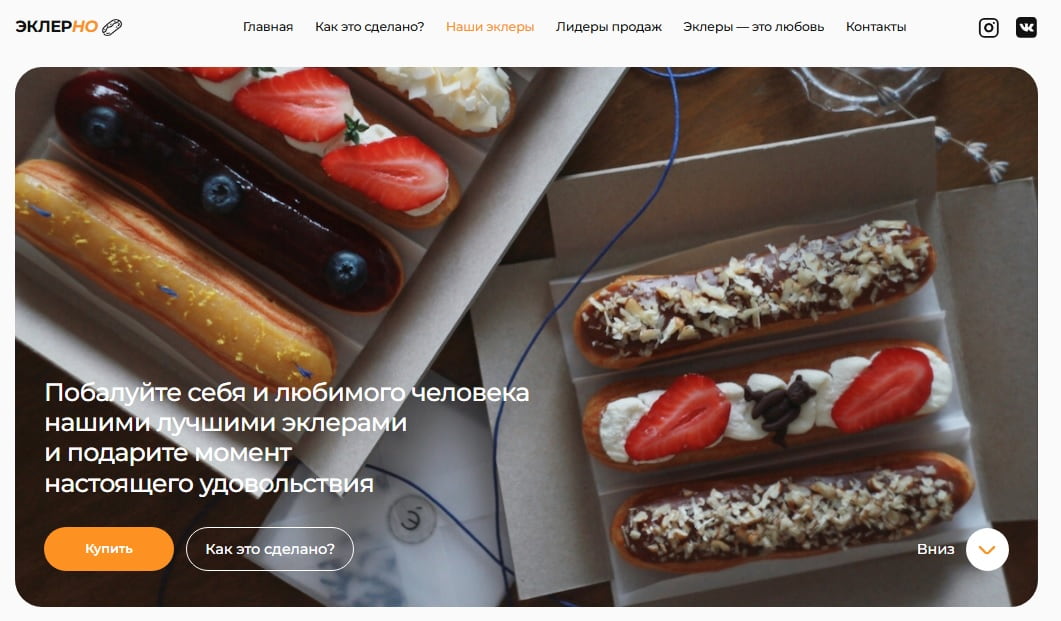 ЭКЛЕРНО
Главная
Как это сделано?
Наши эклеры
Лидеры продаж
Эклеры — это любовь
Контакты
Побалуйте себя и любимого человека
нашими лучшими эклерами
и подарите момент
настоящего удовольствия
Э
Купить
Как это сделано?
Вниз